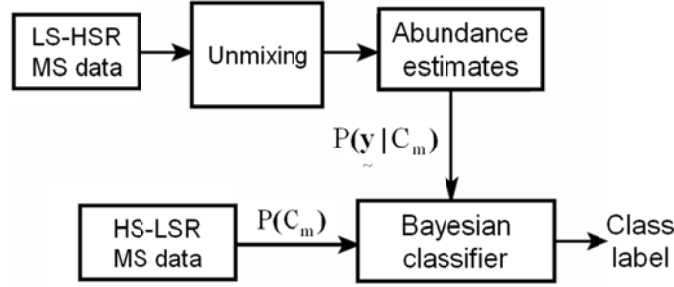 LS-HSR
MS data
Unmixing
Abundance
estimates
P(y | Cₘ)
~
HS-LSR
MS data
P(Cₘ)
Bayesian
classifier
Class
label